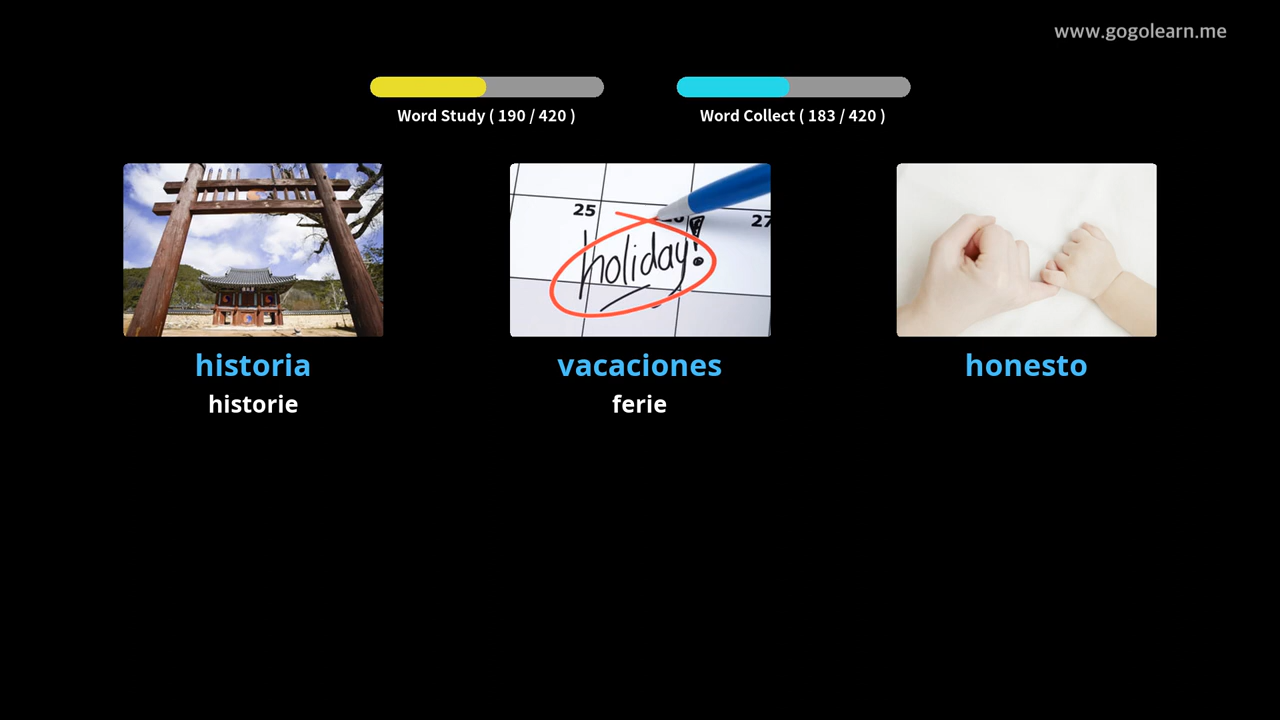 www.gogolearn.me
Word Study ( 190 / 420 )
Word Collect ( 183 / 420 )
25
27
holiday!
historia
vacaciones
honesto
historie
ferie